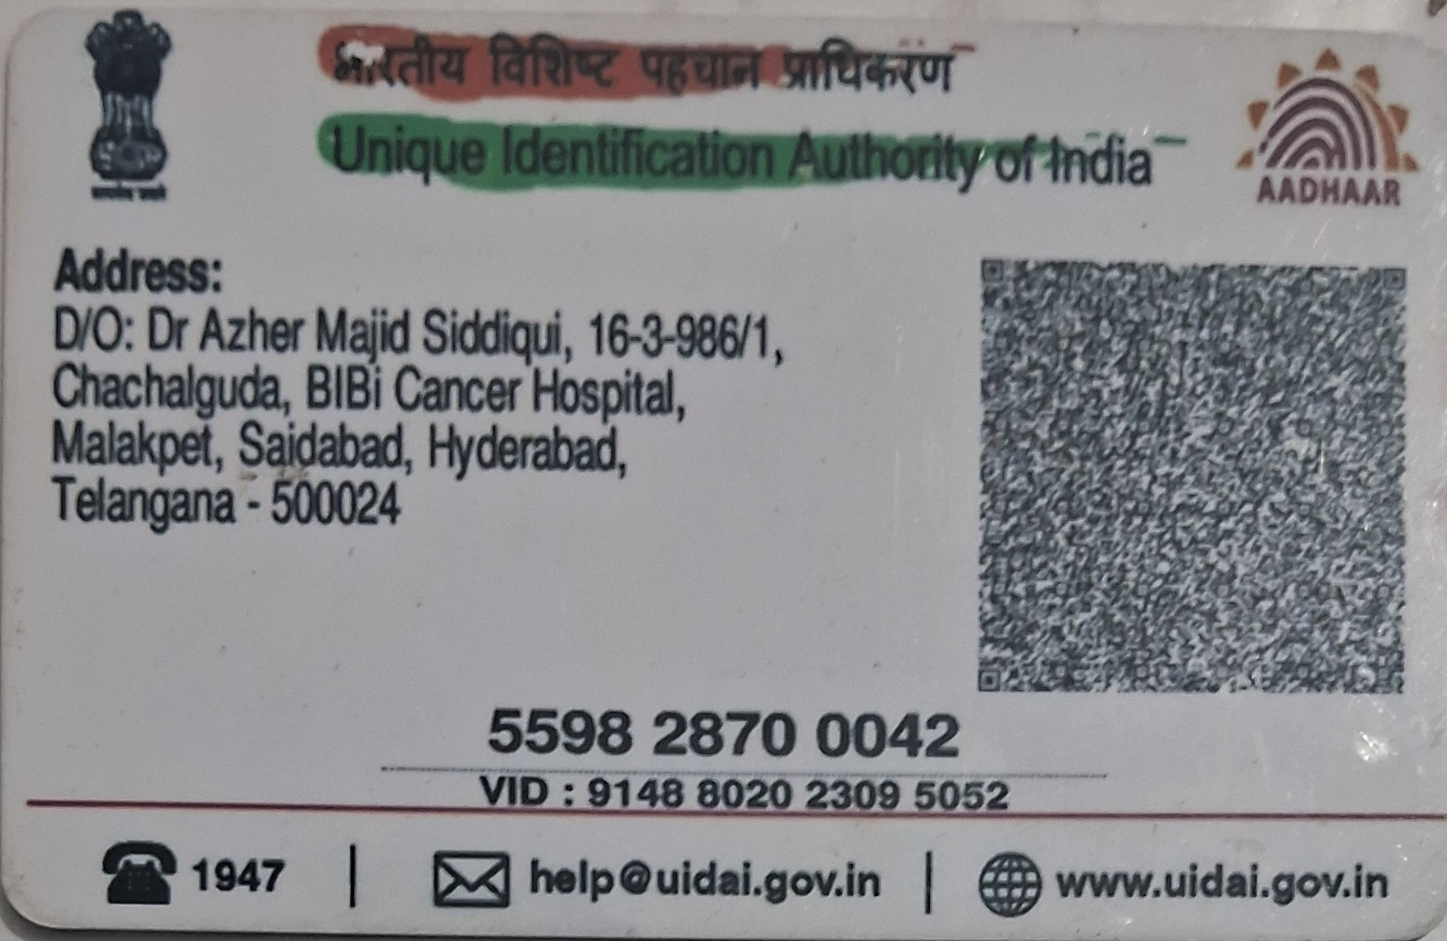 भारतीय विशिष्ट पहचान प्राधिकरण
Unique Identification Authority of India
AADHAAR
Address:
D/O: Dr Azher Majid Siddiqui, 16-3-986/1,
Chachalguda, BIBi Cancer Hospital,
Malakpet, Saidabad, Hyderabad,
Telangana - 500024
5598 2870 0042
VID : 9148 8020 2309 5052
1947 | help@uidai.gov.in | www.uidai.gov.in